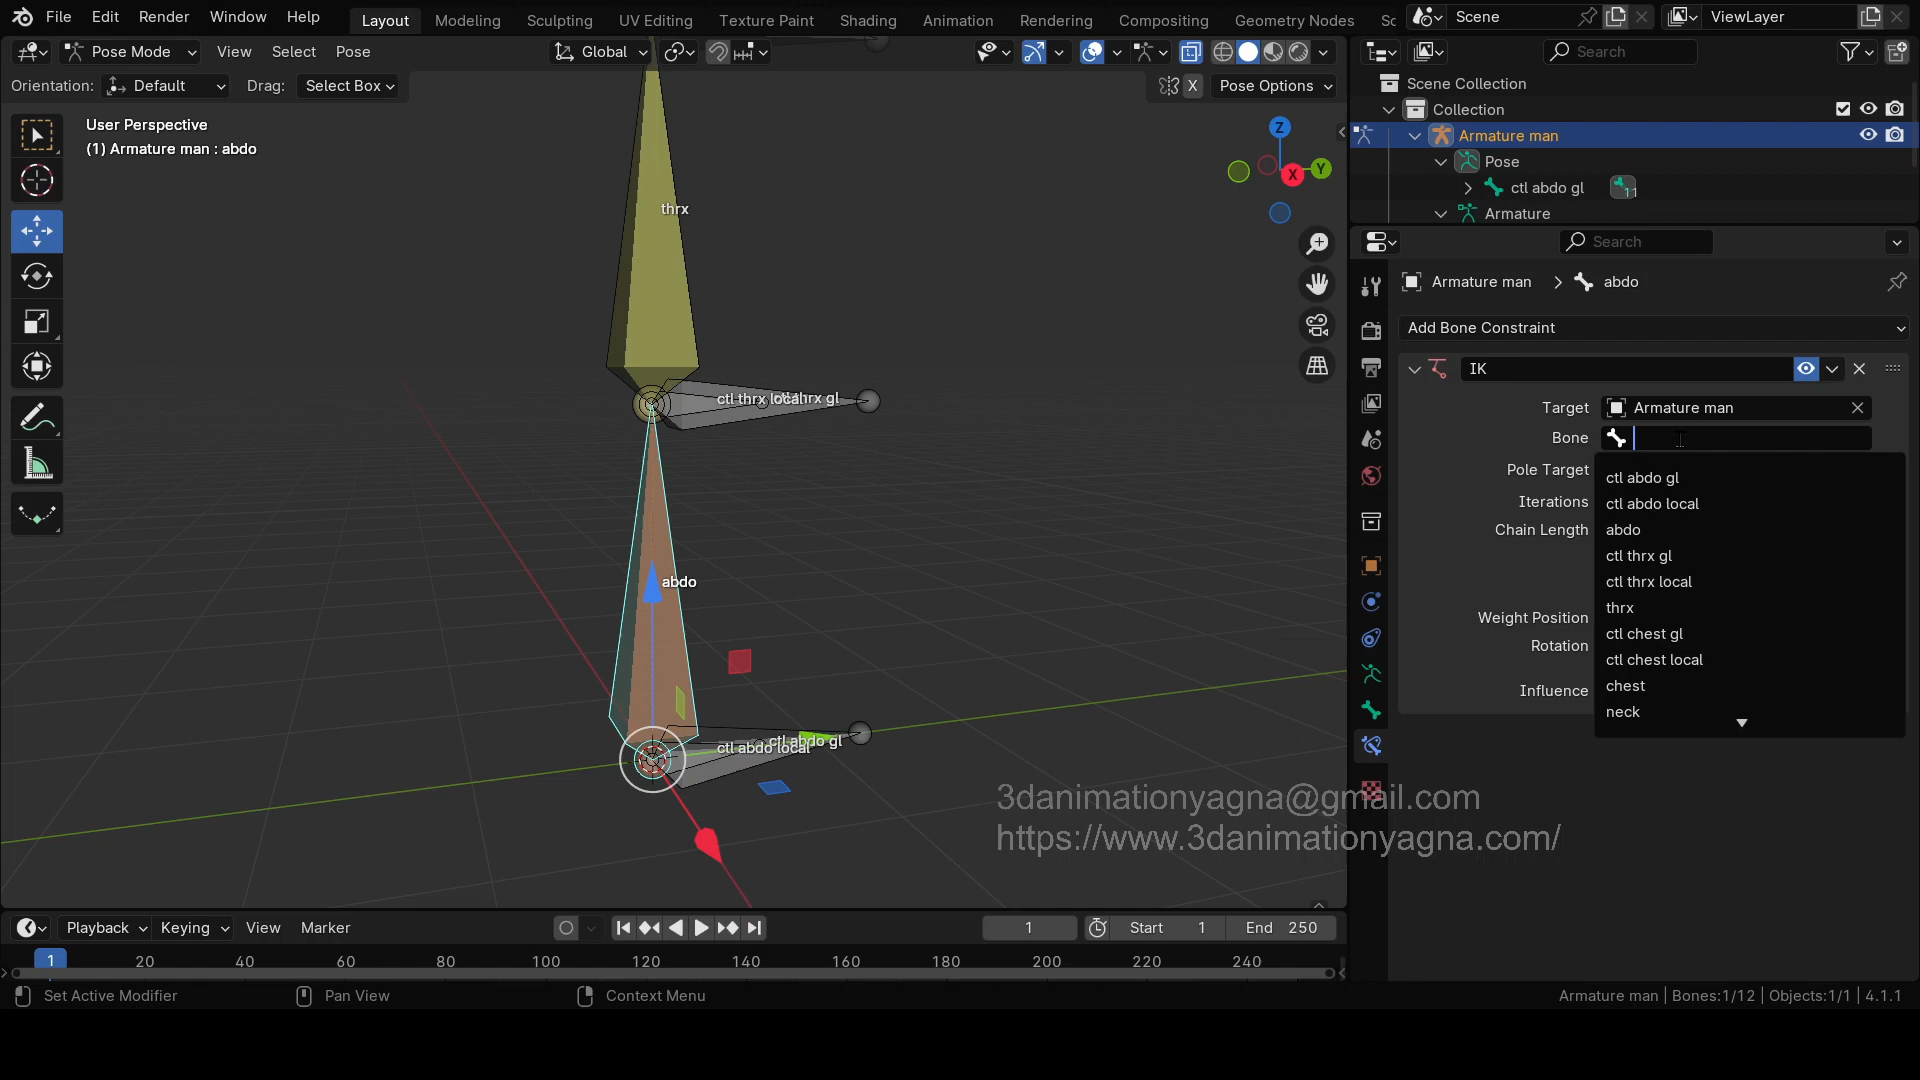 File Edit Render Window Help Layout Modeling Sculpting UV Editing Texture Paint Shading Animation Rendering Compositing Geometry Nodes Sc Scene ViewLayer
Pose Mode View Select Pose Global Search
Orientation: Default Drag: Select Box X Pose Options
Scene Collection
Collection
Armature man
Pose
ctl abdo gl 11
Armature
User Perspective
(1) Armature man : abdo
Z
X
Y
thrx
ctl thrx local
ctl thrx gl
abdo
ctl abdo gl
ctl abdo local
Search
Armature man > abdo
Add Bone Constraint
IK
Target Armature man
Bone
Pole Target
Iterations
Chain Length
Weight Position
Rotation
Influence
ctl abdo gl
ctl abdo local
abdo
ctl thrx gl
ctl thrx local
thrx
ctl chest gl
ctl chest local
chest
neck
3danimationyagna@gmail.com
https://www.3danimationyagna.com/
Playback Keying View Marker 1 Start 1 End 250
1 20 40 60 80 100 120 140 160 180 200 220 240
Set Active Modifier Pan View Context Menu Armature man | Bones:1/12 | Objects:1/1 | 4.1.1